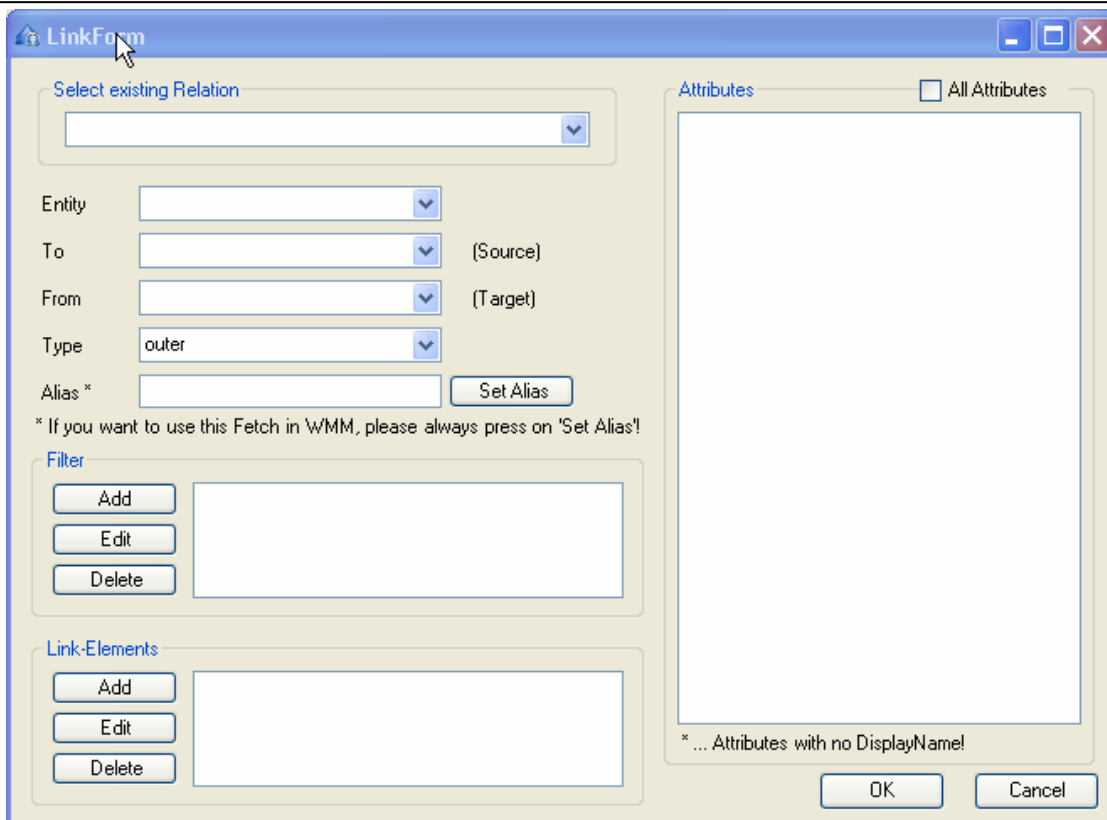 LinkForm
Select existing Relation
Entity
To
(Source)
From
(Target)
Type
outer
Alias *
Set Alias
* If you want to use this Fetch in WMM, please always press on 'Set Alias'!
Filter
Add
Edit
Delete
Link-Elements
Add
Edit
Delete
Attributes
All Attributes
* ... Attributes with no DisplayName!
OK
Cancel